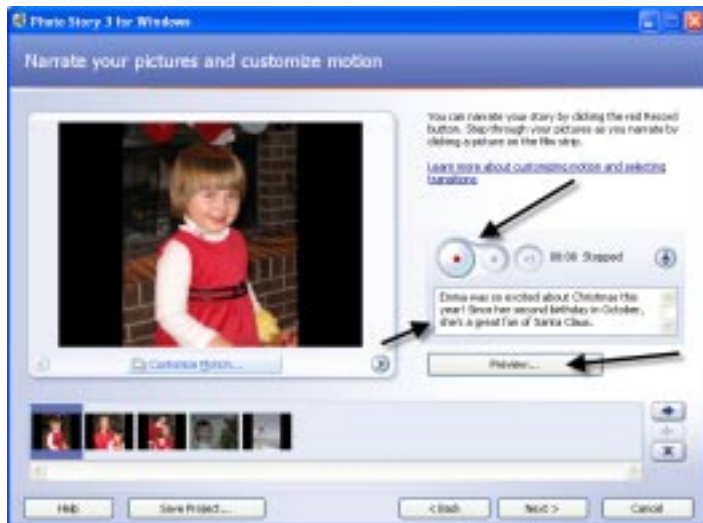 Photo Story 3 for Windows
Narrate your pictures and customize motion
You can narrate your story by clicking the red Record
button. Step through your pictures as you narrate by
clicking a picture on the film strip.
Learn more about customizing motion and selecting
transitions
00:00 Stopped
Emma was so excited about Christmas this
year! Since her second birthday in October,
she's a great fan of Santa Claus.
Customize Motion...
Preview...
Help
Save Project...
< Back
Next >
Cancel